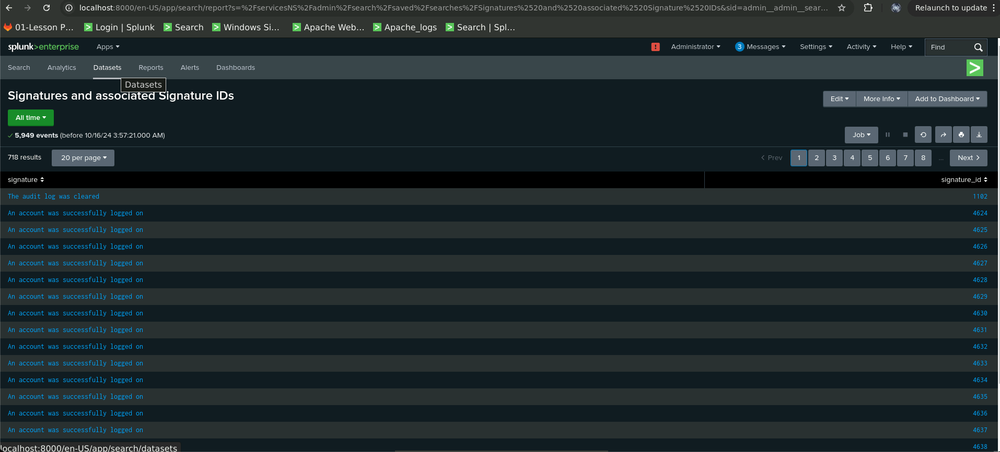 localhost:8000/en-US/app/search/report?s=%2FservicesNS%2Fadmin%2Fsearch%2Fsaved%2Fsearches%2FSignatures%2520and%2520associated%2520Signature%2520IDs&sid=admin__admin__sear... Relaunch to update
01-Lesson P... Login | Splunk Search Windows Si... Apache Web... Apache_logs Search | Spl...
splunk>enterprise Apps ! Administrator 3 Messages Settings Activity Help Find
Search Analytics Datasets Reports Alerts Dashboards >
Datasets
Signatures and associated Signature IDs
Edit More Info Add to Dashboard
All time
5,949 events (before 10/16/24 3:57:21.000 AM) Job
718 results 20 per page < Prev 1 2 3 4 5 6 7 8 ... Next >
signature signature_id
The audit log was cleared 1102
An account was successfully logged on 4624
An account was successfully logged on 4625
An account was successfully logged on 4626
An account was successfully logged on 4627
An account was successfully logged on 4628
An account was successfully logged on 4629
An account was successfully logged on 4630
An account was successfully logged on 4631
An account was successfully logged on 4632
An account was successfully logged on 4633
An account was successfully logged on 4634
An account was successfully logged on 4635
An account was successfully logged on 4636
An account was successfully logged on 4637
localhost:8000/en-US/app/search/datasets 4638